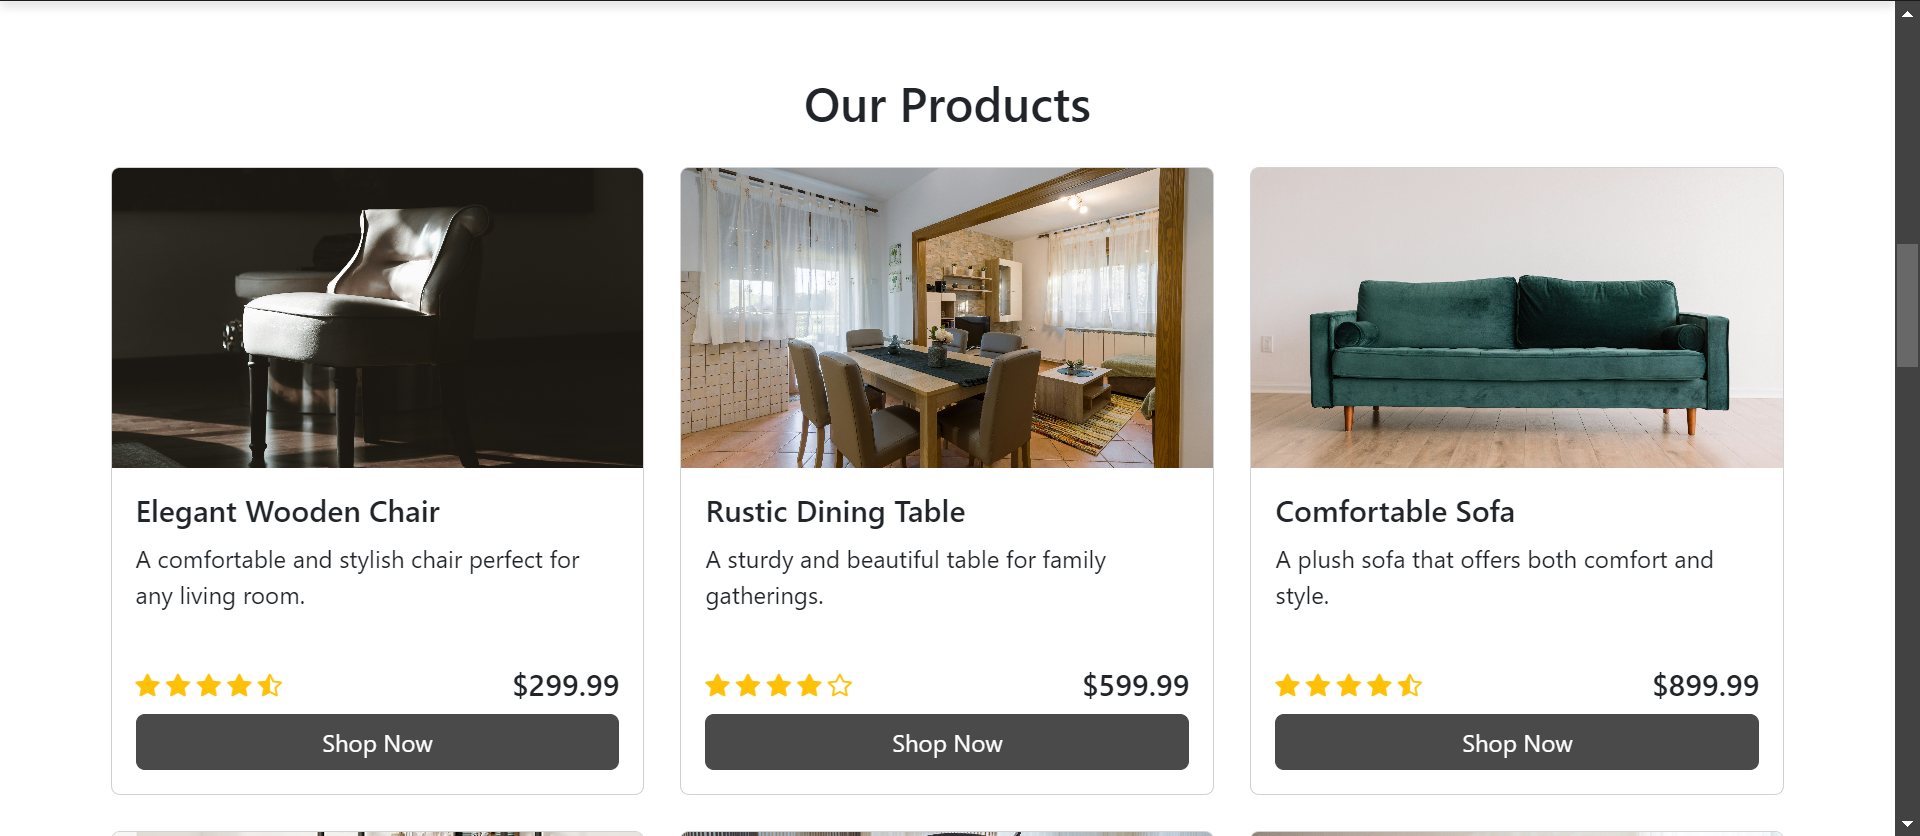 Our Products
Elegant Wooden Chair
A comfortable and stylish chair perfect for
any living room.
$299.99
Shop Now
Rustic Dining Table
A sturdy and beautiful table for family
gatherings.
$599.99
Shop Now
Comfortable Sofa
A plush sofa that offers both comfort and
style.
$899.99
Shop Now